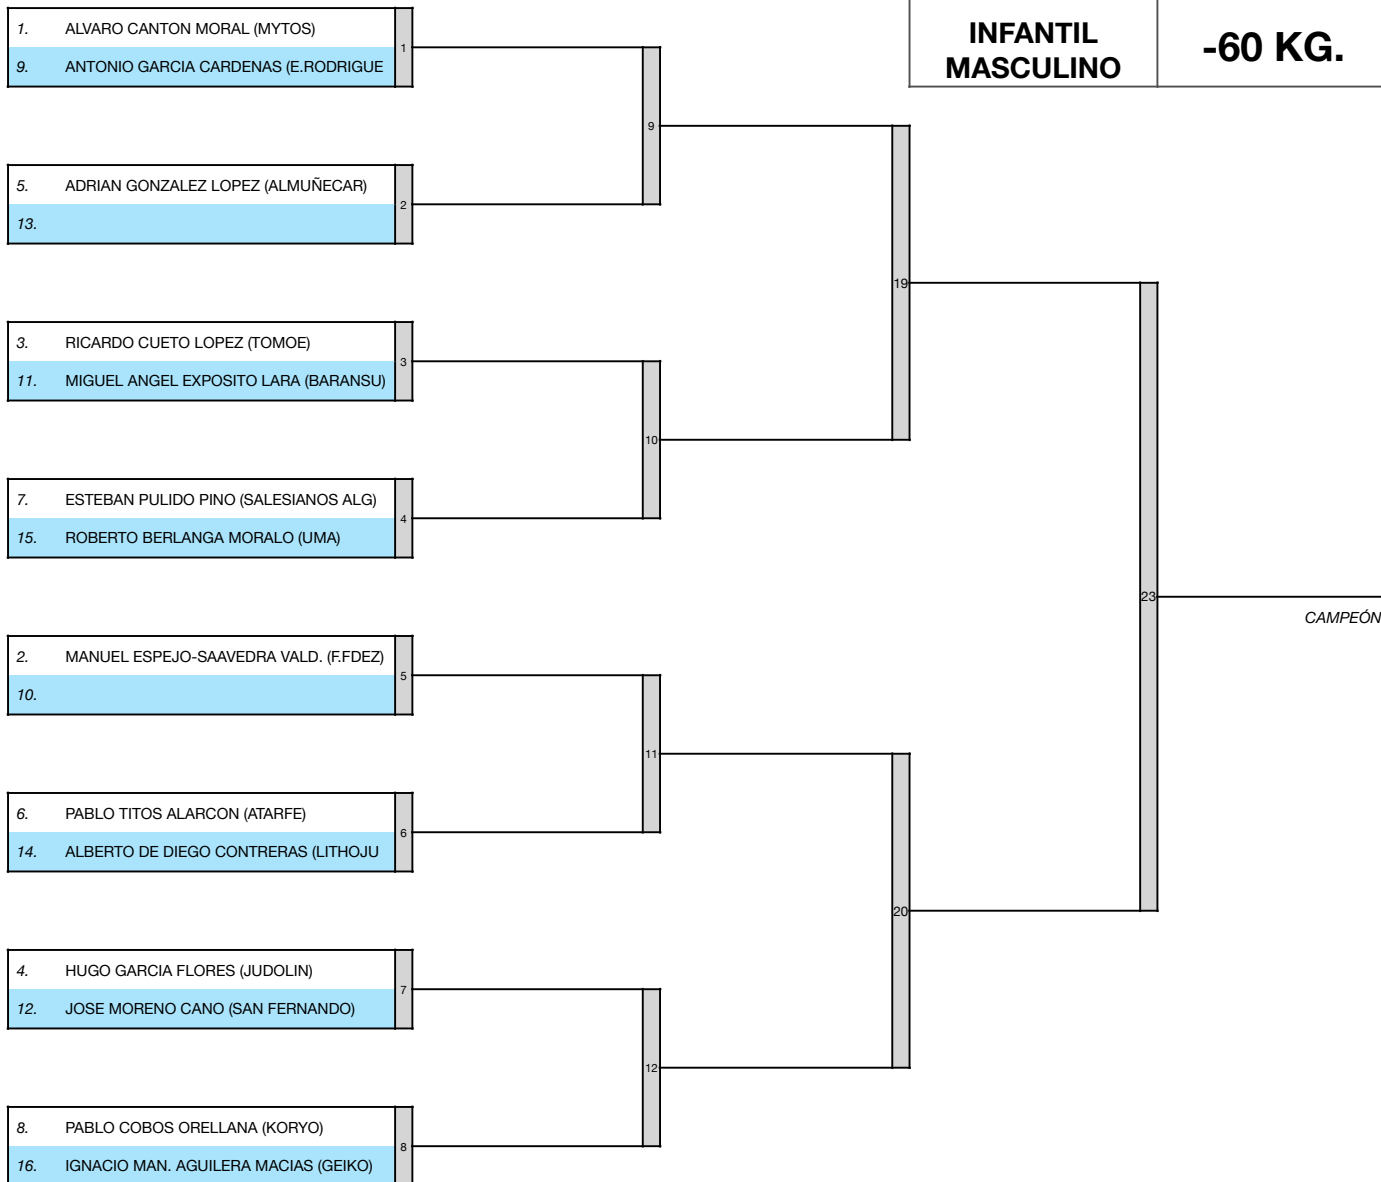 INFANTIL
MASCULINO
-60 KG.
1. ALVARO CANTON MORAL (MYTOS)
1
9. ANTONIO GARCIA CARDENAS (E.RODRIGUE
9
5. ADRIAN GONZALEZ LOPEZ (ALMUÑECAR)
2
13.
19
3. RICARDO CUETO LOPEZ (TOMOE)
3
11. MIGUEL ANGEL EXPOSITO LARA (BARANSU)
10
7. ESTEBAN PULIDO PINO (SALESIANOS ALG)
4
15. ROBERTO BERLANGA MORALO (UMA)
23
CAMPEÓN
2. MANUEL ESPEJO-SAAVEDRA VALD. (F.FDEZ)
5
10.
11
6. PABLO TITOS ALARCON (ATARFE)
6
14. ALBERTO DE DIEGO CONTRERAS (LITHOJU
20
4. HUGO GARCIA FLORES (JUDOLIN)
7
12. JOSE MORENO CANO (SAN FERNANDO)
12
8. PABLO COBOS ORELLANA (KORYO)
8
16. IGNACIO MAN. AGUILERA MACIAS (GEIKO)